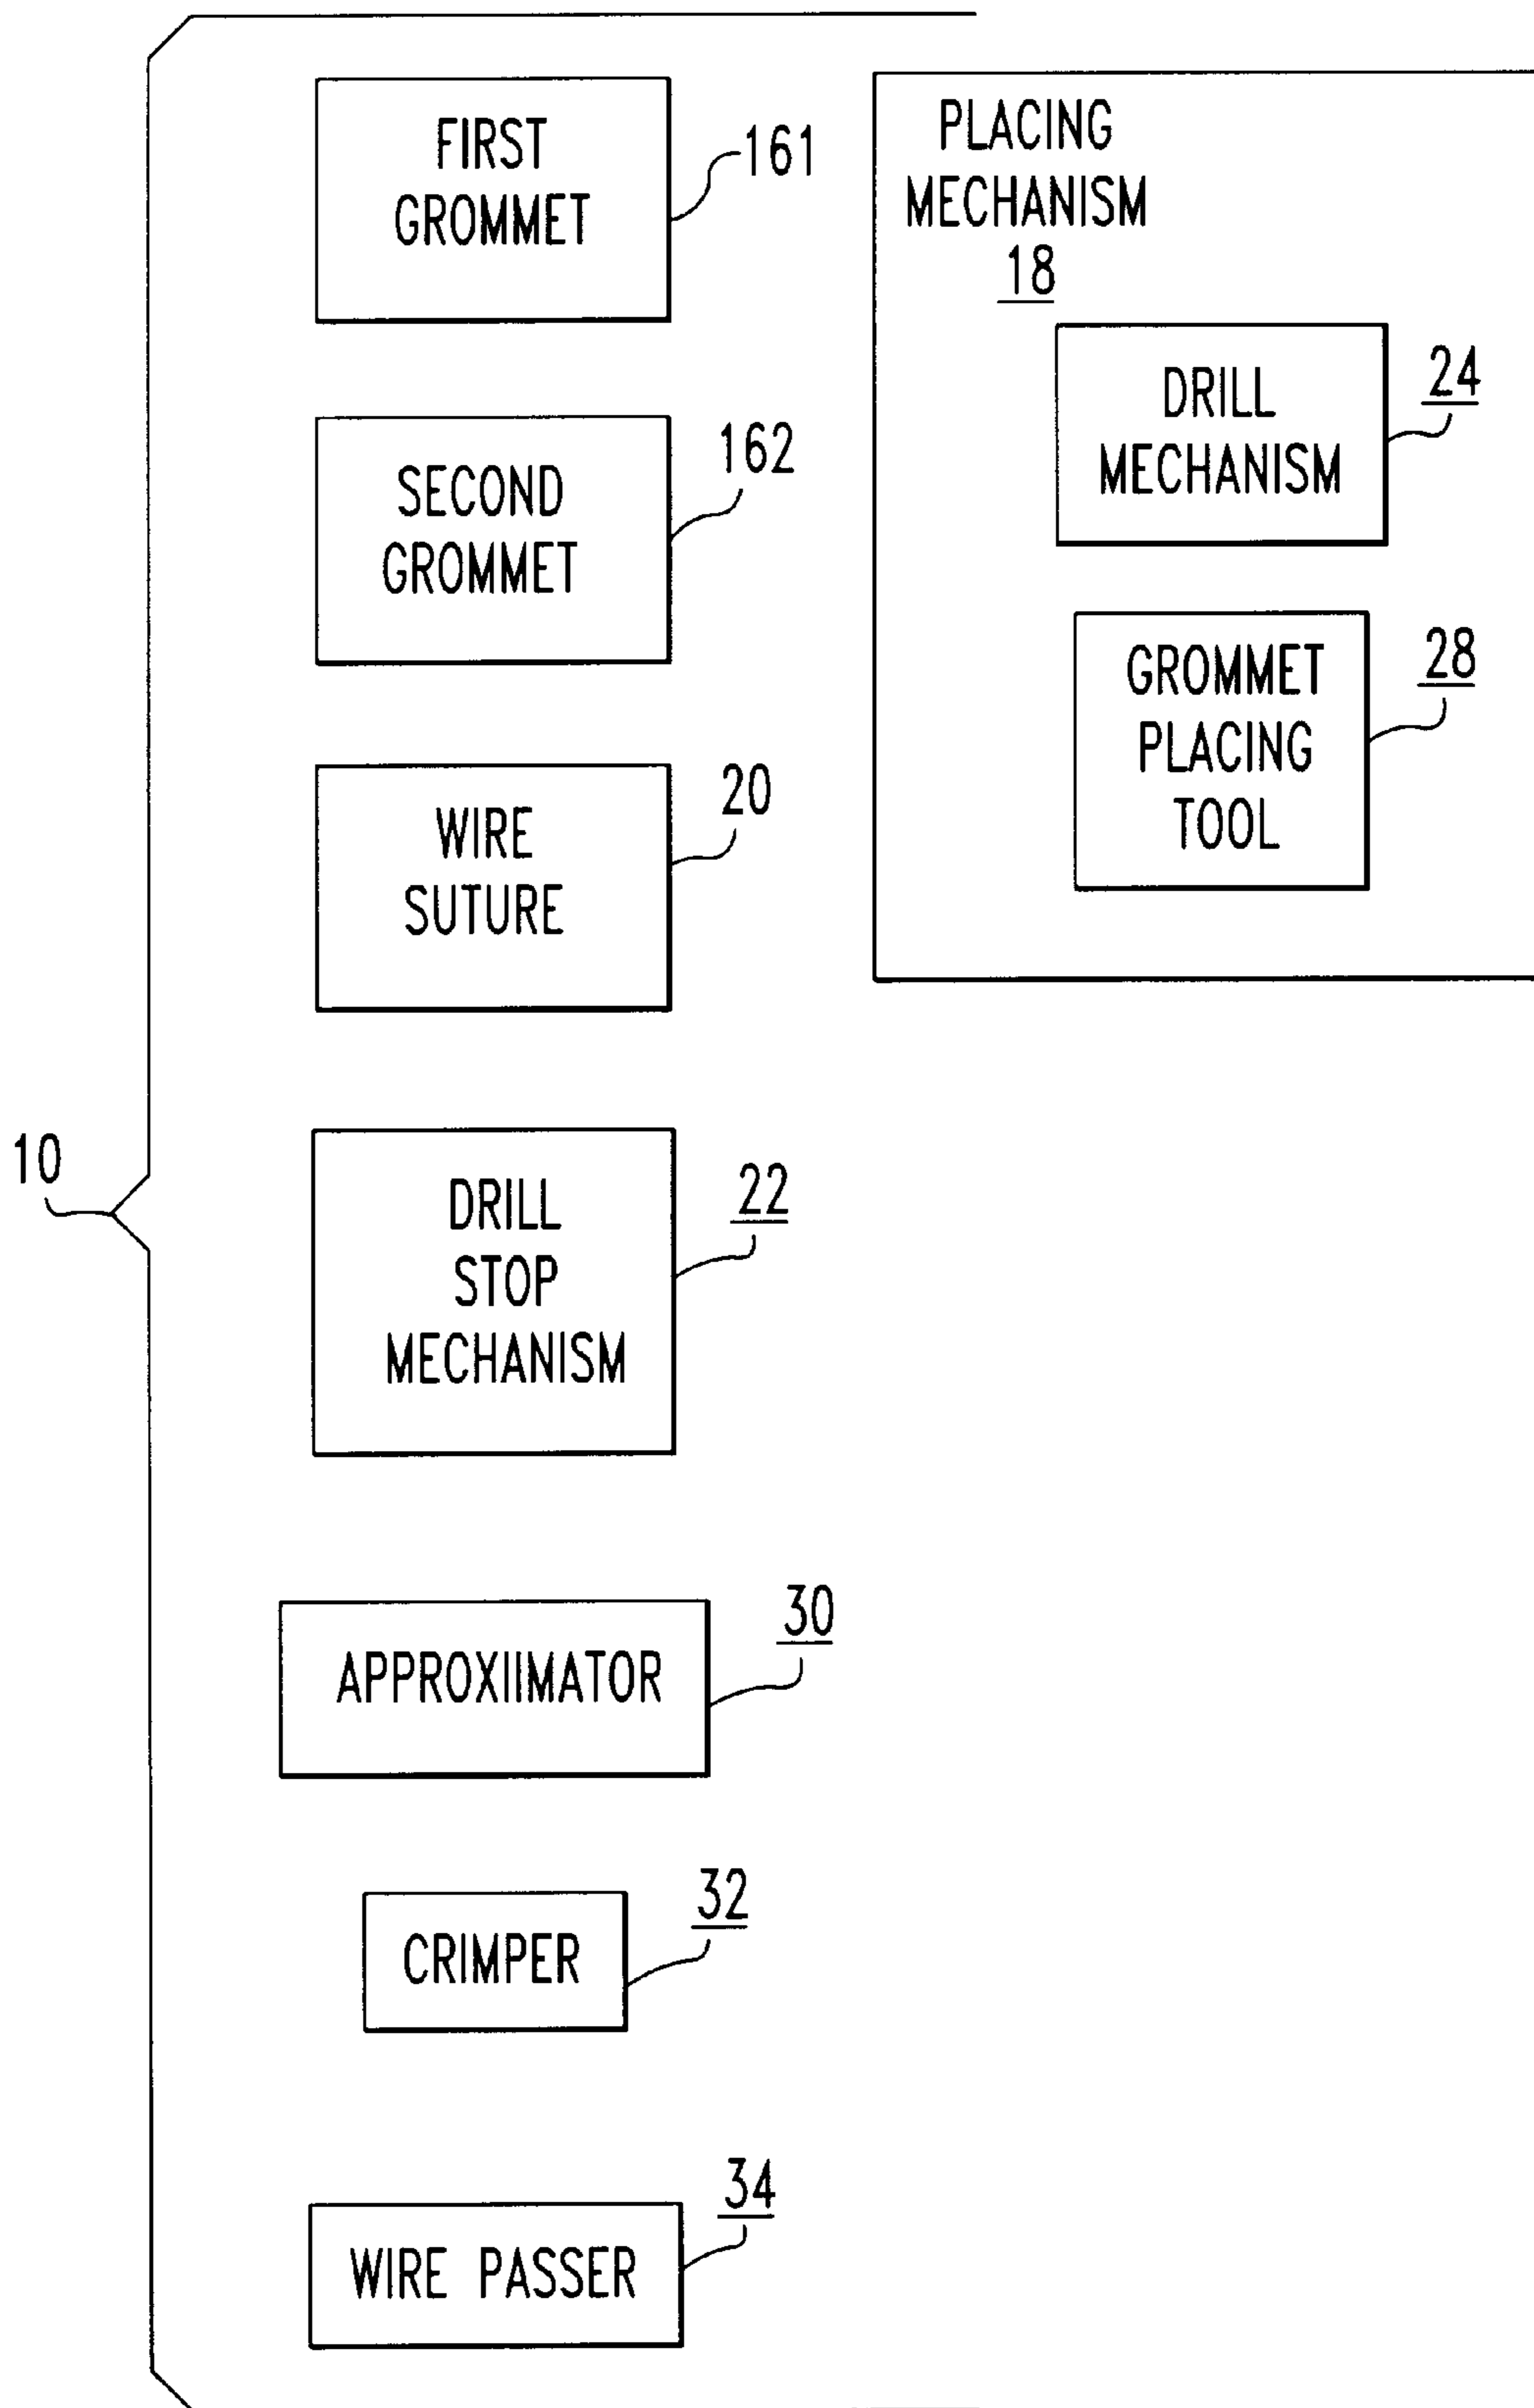 FIRST
GROMMET
161
SECOND
GROMMET
162
WIRE
SUTURE
20
PLACING
MECHANISM
18
DRILL
MECHANISM
24
GROMMET
PLACING
TOOL
28
10
DRILL
STOP
MECHANISM
22
APPROXIIMATOR
30
CRIMPER
32
WIRE PASSER
34